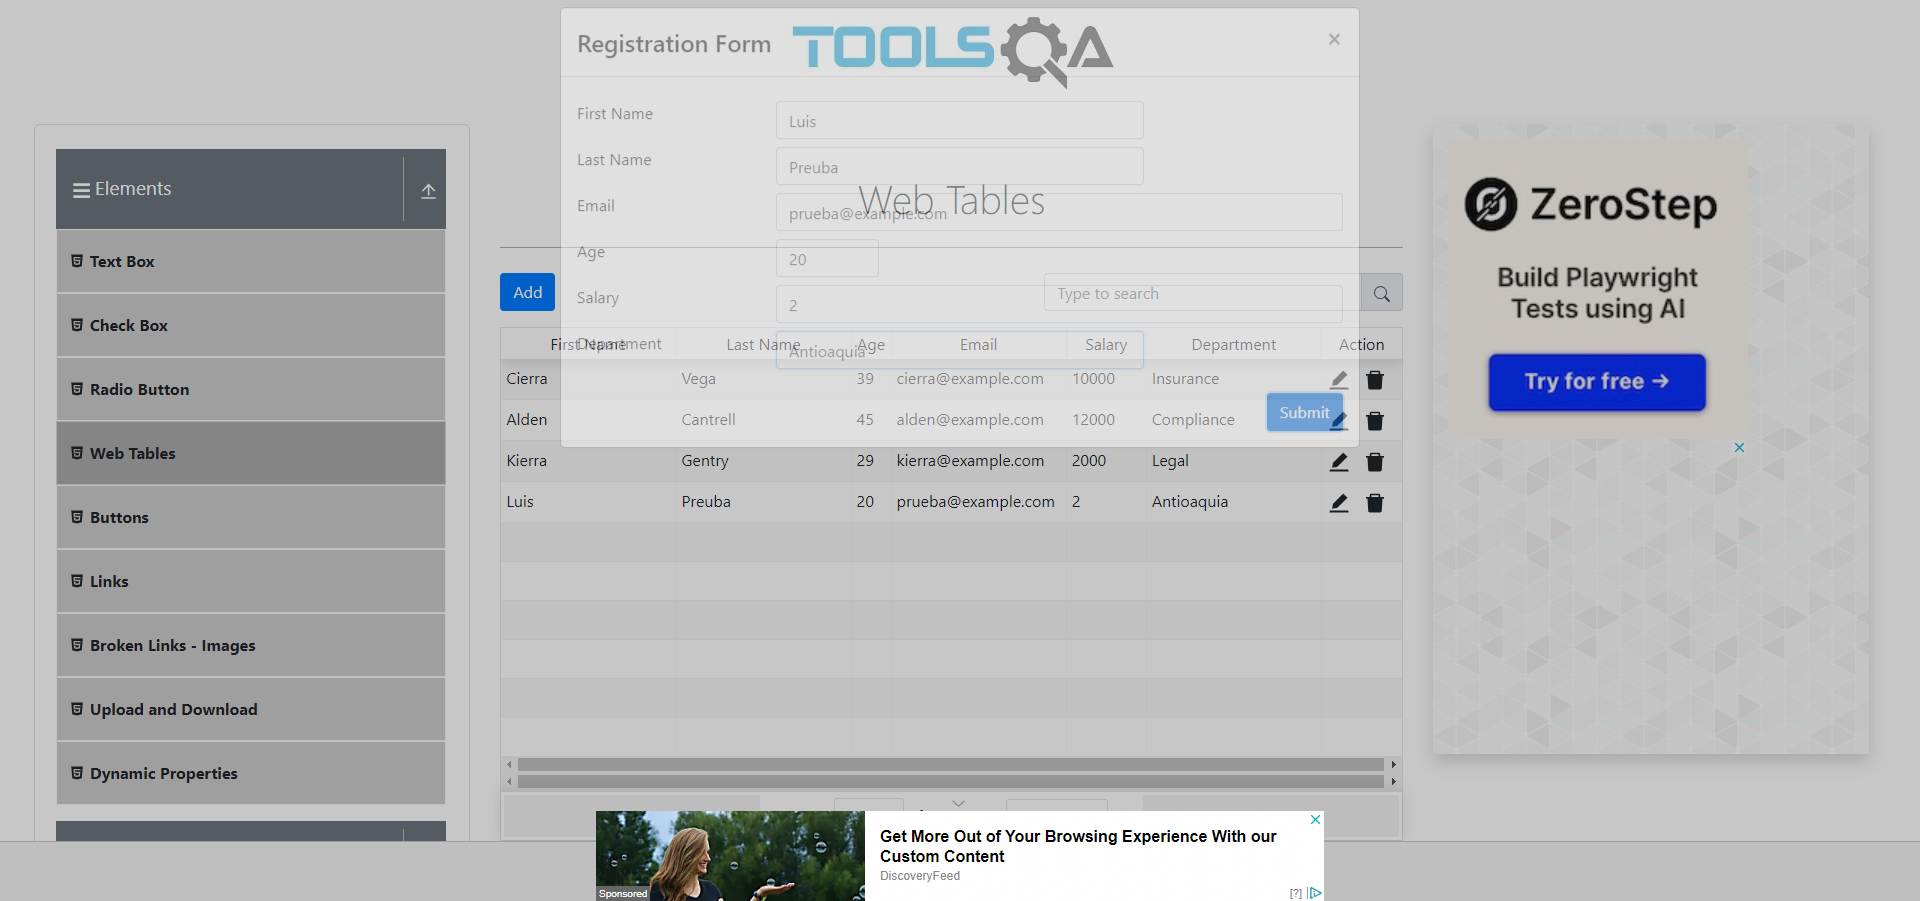 Registration Form
TOOLSQA
×
First Name
Luis
Last Name
Preuba
Web Tables
Email
prueba@example.com
Age
20
Salary
2
Department
Antioaquia
Submit
Elements
Text Box
Check Box
Radio Button
Web Tables
Buttons
Links
Broken Links - Images
Upload and Download
Dynamic Properties
Add
Type to search
First Name Last Name Age Email Salary Department Action
Cierra Vega 39 cierra@example.com 10000 Insurance
Alden Cantrell 45 alden@example.com 12000 Compliance
Kierra Gentry 29 kierra@example.com 2000 Legal
Luis Preuba 20 prueba@example.com 2 Antioaquia
ZeroStep
Build Playwright
Tests using AI
Try for free →
Get More Out of Your Browsing Experience With our
Custom Content
DiscoveryFeed
Sponsored
[?]